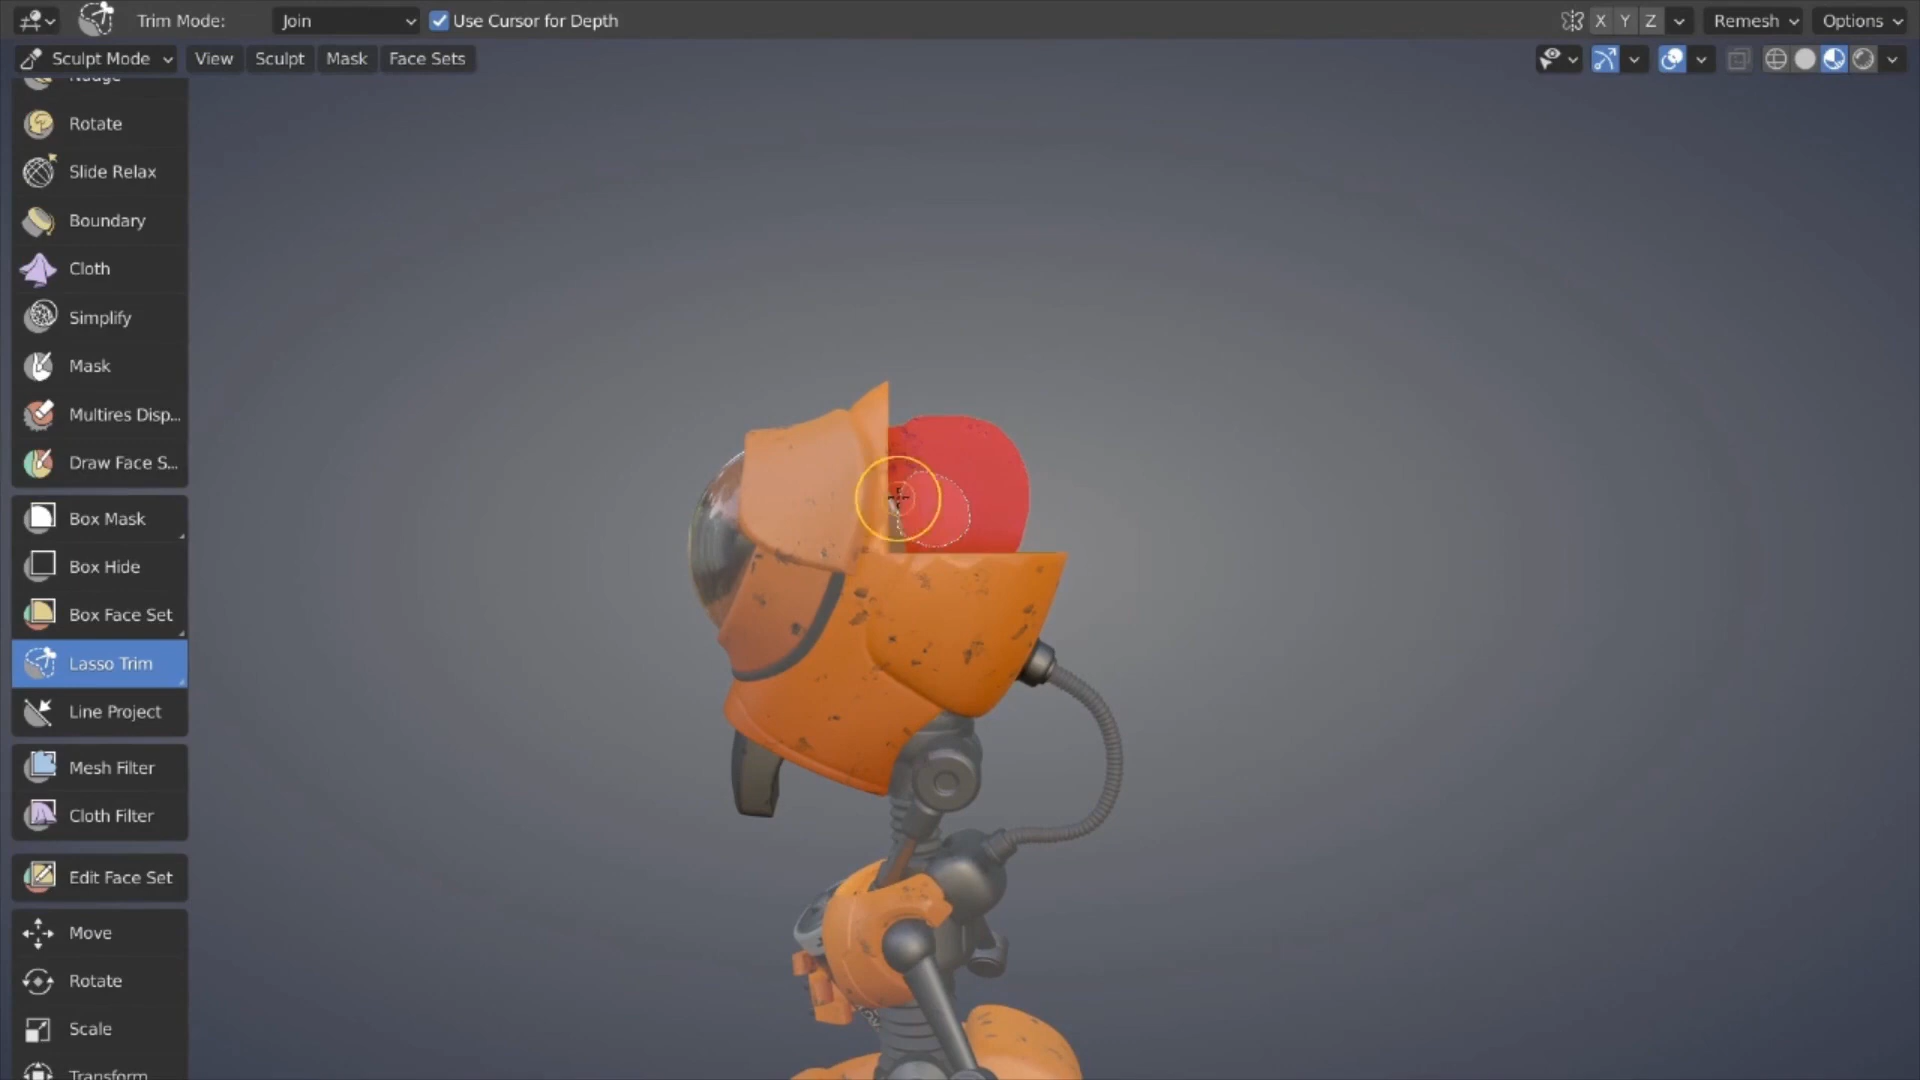 Trim Mode: Join Use Cursor for Depth X Y Z Remesh Options
Sculpt Mode View Sculpt Mask Face Sets
Nudge
Rotate
Slide Relax
Boundary
Cloth
Simplify
Mask
Multires Disp...
Draw Face S...
Box Mask
Box Hide
Box Face Set
Lasso Trim
Line Project
Mesh Filter
Cloth Filter
Edit Face Set
Move
Rotate
Scale
Transform